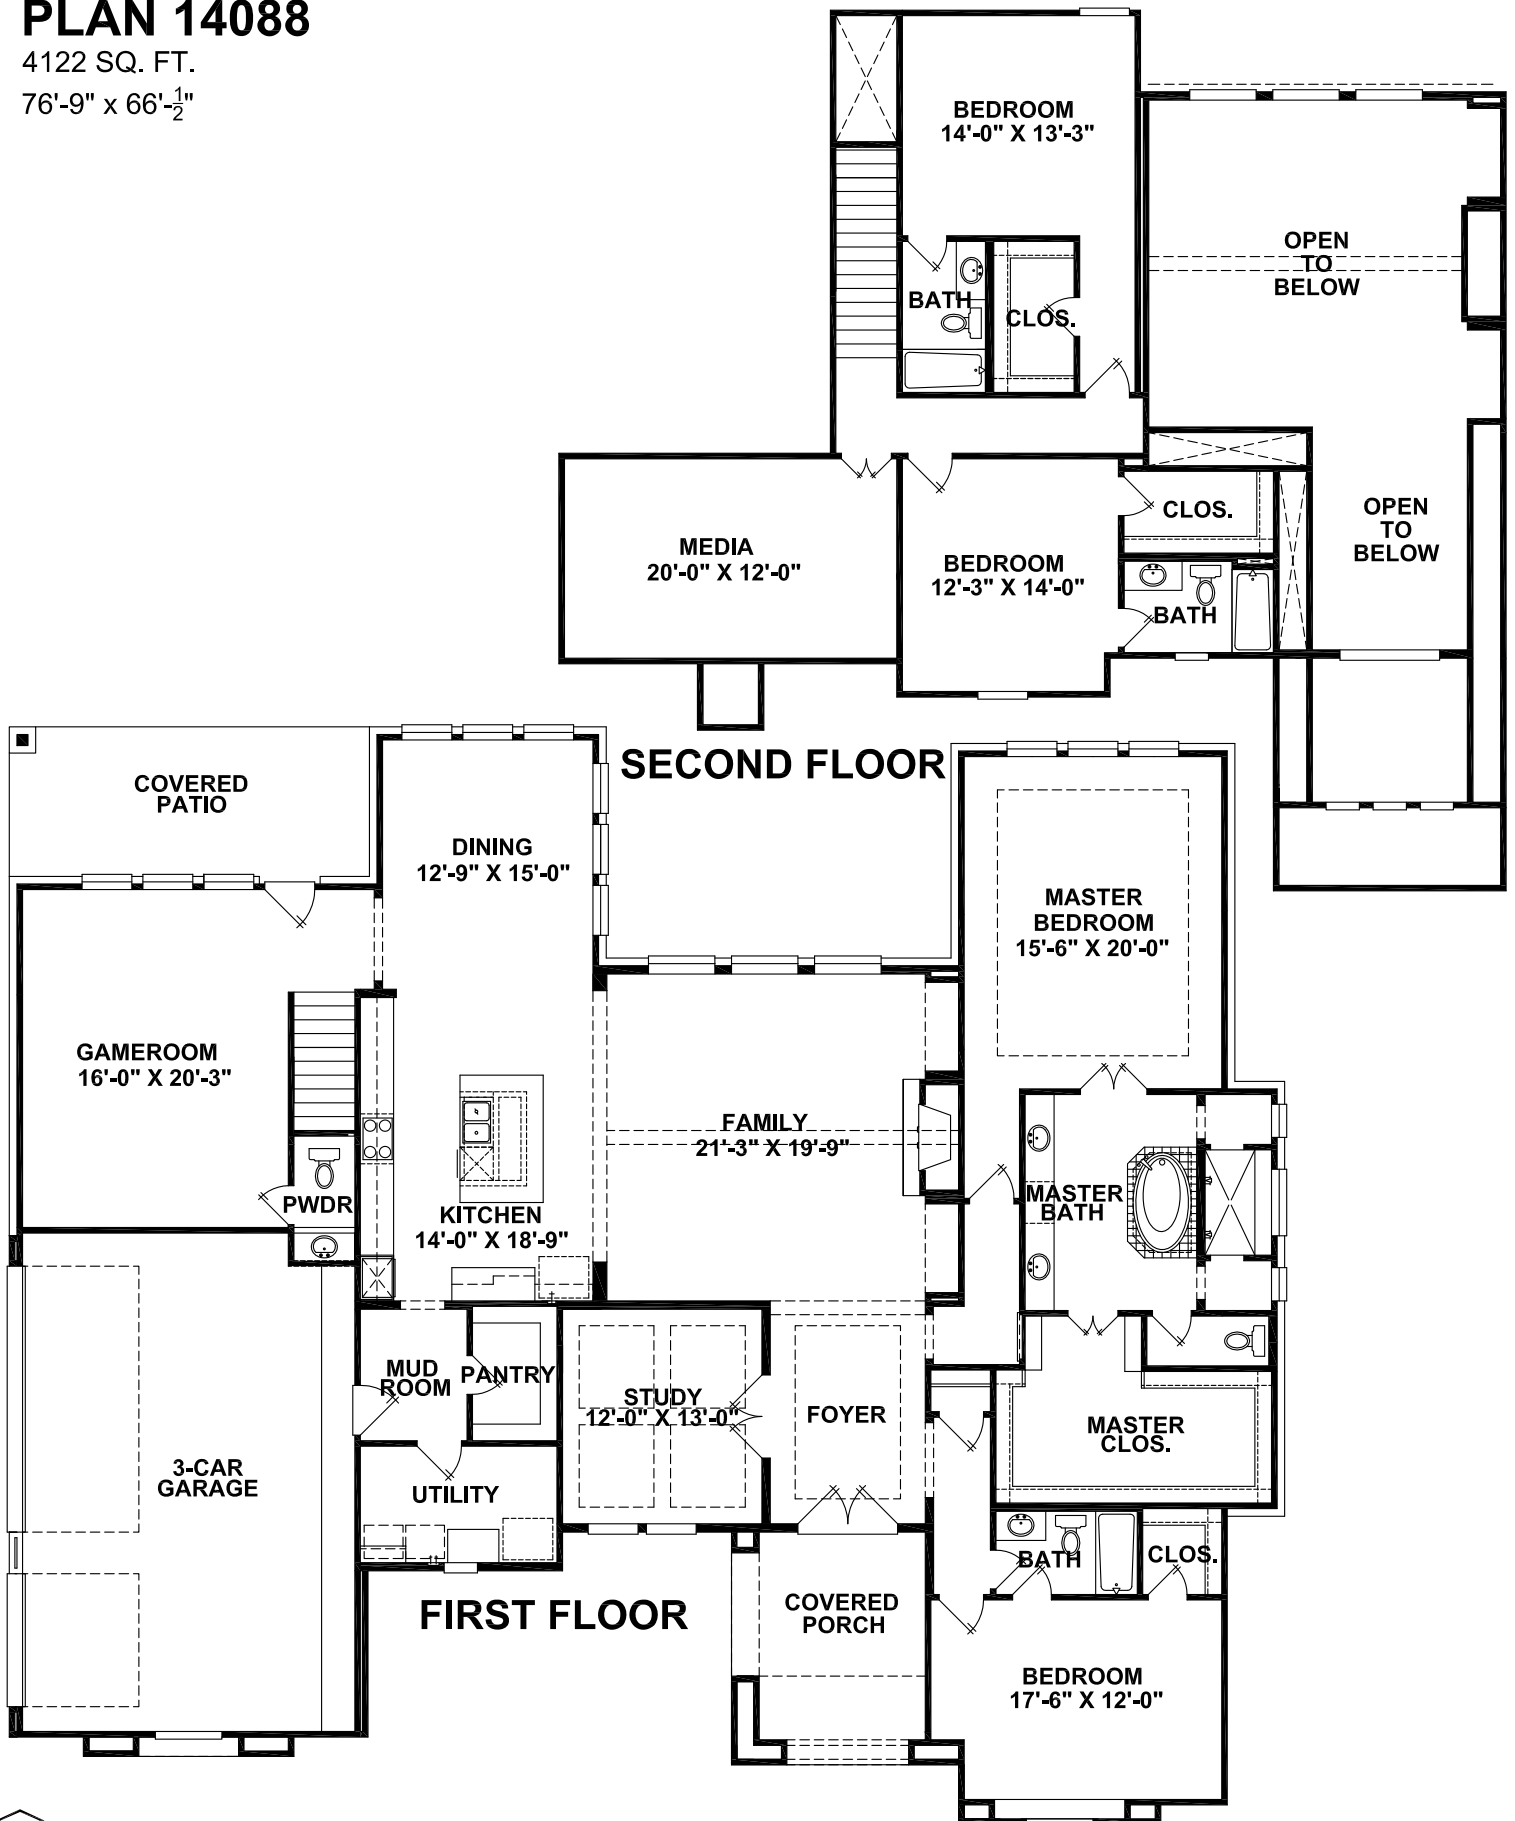 PLAN 14088
4122 SQ. FT.
76'-9" x 66'-½"
BEDROOM
14'-0" X 13'-3"
OPEN
TO
BELOW
BATH
CLOS.
MEDIA
20'-0" X 12'-0"
BEDROOM
12'-3" X 14'-0"
CLOS.
BATH
OPEN
TO
BELOW
SECOND FLOOR
COVERED
PATIO
DINING
12'-9" X 15'-0"
MASTER
BEDROOM
15'-6" X 20'-0"
GAMEROOM
16'-0" X 20'-3"
FAMILY
21'-3" X 19'-9"
PWDR
KITCHEN
14'-0" X 18'-9"
MASTER
BATH
MUD
ROOM
PANTRY
STUDY
12'-0" X 13'-0"
FOYER
MASTER
CLOS.
3-CAR
GARAGE
UTILITY
BATH
CLOS.
FIRST FLOOR
COVERED
PORCH
BEDROOM
17'-6" X 12'-0"